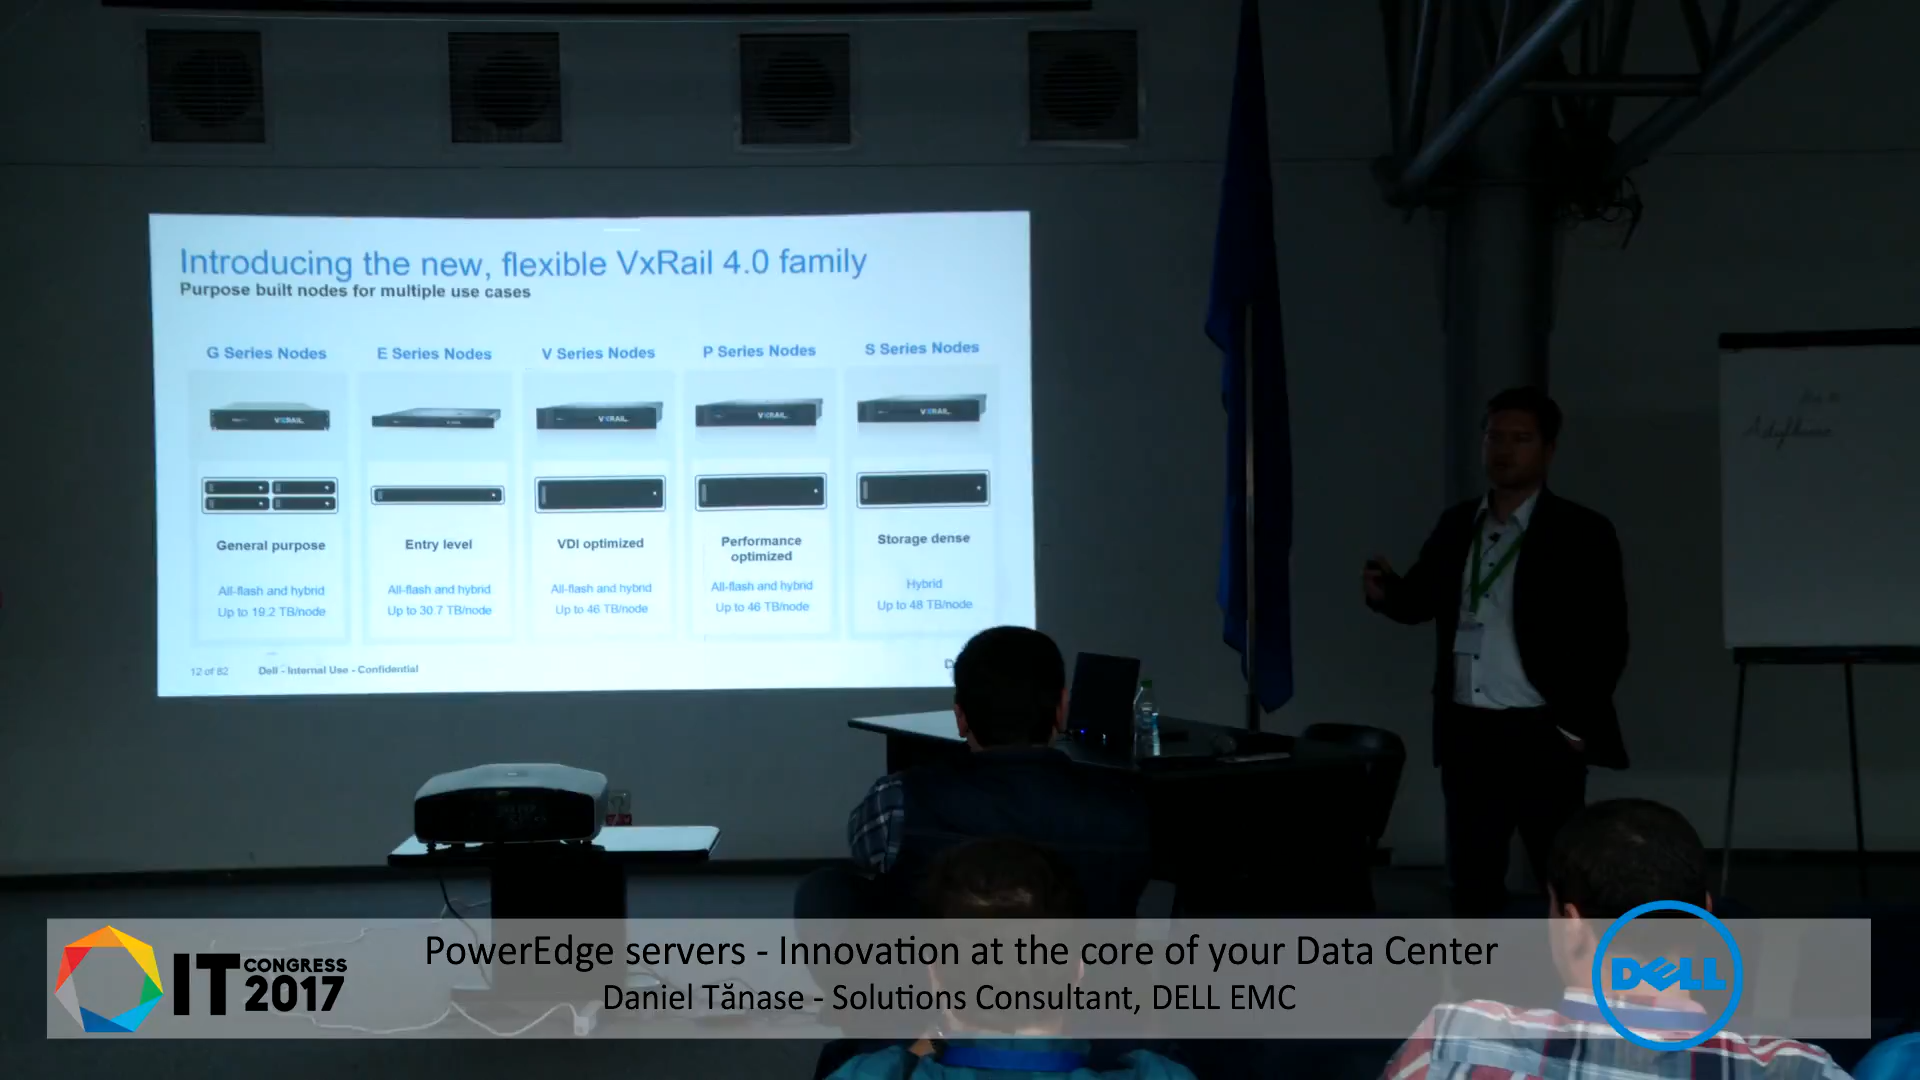 Introducing the new, flexible VxRail 4.0 family
Purpose built nodes for multiple use cases
G Series Nodes
E Series Nodes
V Series Nodes
P Series Nodes
S Series Nodes
VXRAIL
VXRAIL
VXRAIL
VXRAIL
General purpose
Entry level
VDI optimized
Performance
optimized
Storage dense
All-flash and hybrid
Up to 19.2 TB/node
All-flash and hybrid
Up to 30.7 TB/node
All-flash and hybrid
Up to 46 TB/node
All-flash and hybrid
Up to 46 TB/node
Hybrid
Up to 48 TB/node
12 of 82
Dell - Internal Use - Confidential
IT CONGRESS 2017
PowerEdge servers - Innovation at the core of your Data Center
Daniel Tănase - Solutions Consultant, DELL EMC
DELL